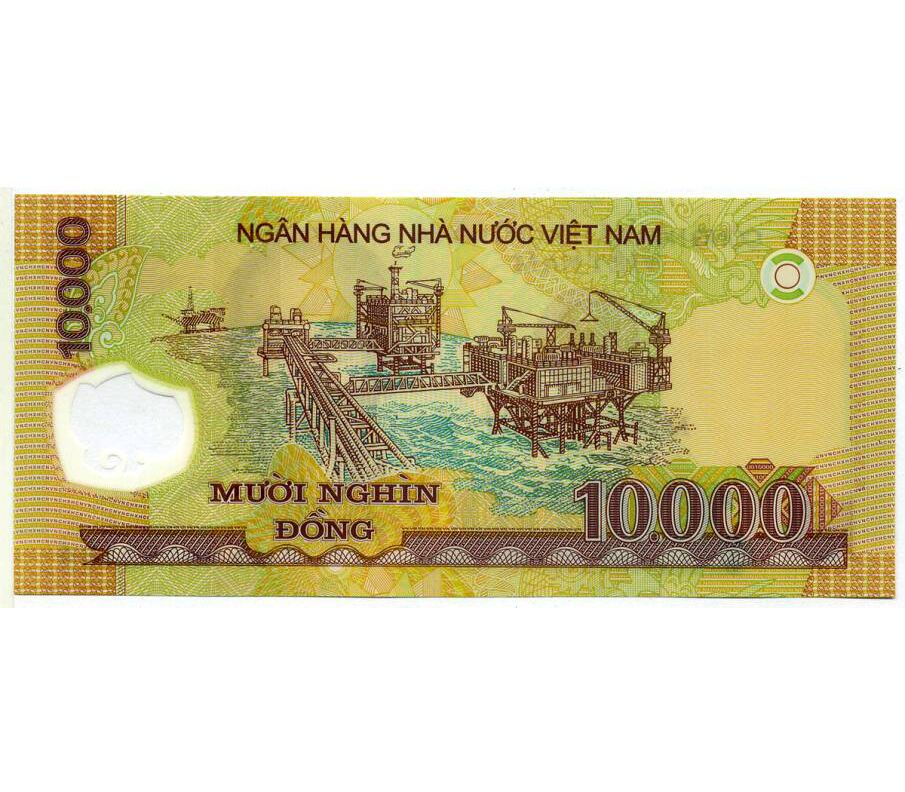 NGÂN HÀNG NHÀ NƯỚC VIỆT NAM
10.000
MƯỜI NGHÌN
ĐỒNG
10.000